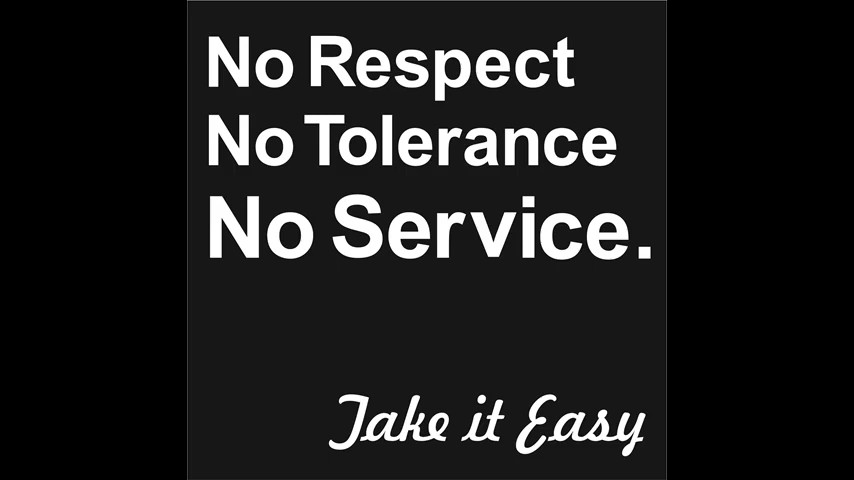 No Respect
No Tolerance
No Service.
Take it Easy